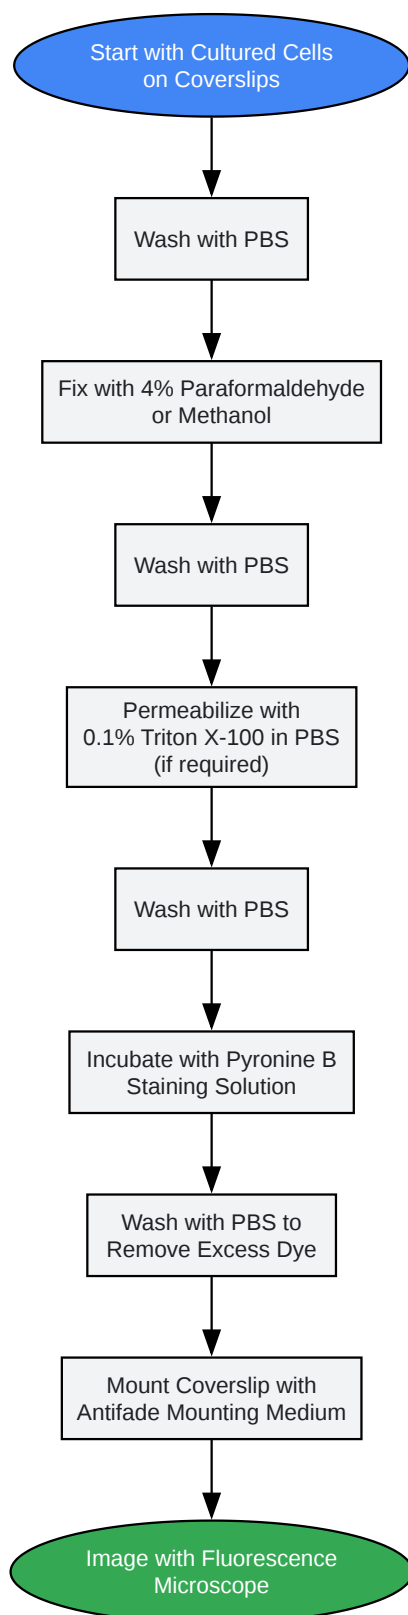 Start with Cultured Cells
on Coverslips
Wash with PBS
Fix with 4% Paraformaldehyde
or Methanol
Wash with PBS
Permeabilize with
0.1% Triton X-100 in PBS
(if required)
Wash with PBS
Incubate with Pyronine B
Staining Solution
Wash with PBS to
Remove Excess Dye
Mount Coverslip with
Antifade Mounting Medium
Image with Fluorescence
Microscope